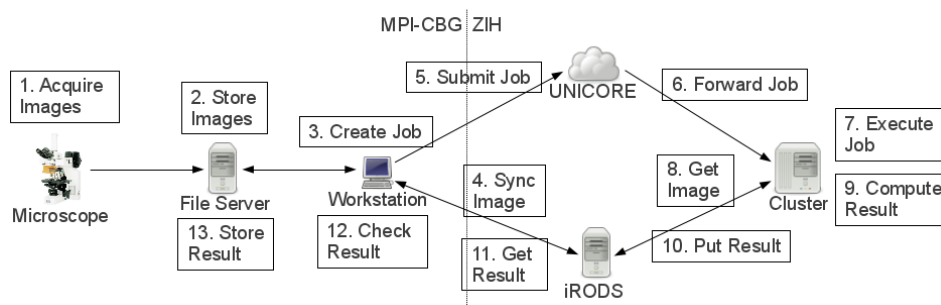 MPI-CBG
ZIH
1. Acquire
Images
2. Store
Images
3. Create Job
5. Submit Job
UNICORE
6. Forward Job
7. Execute
Job
8. Get
Image
4. Sync
Image
Microscope
File Server
Workstation
Cluster
9. Compute
Result
13. Store
Result
12. Check
Result
11. Get
Result
10. Put Result
iRODS